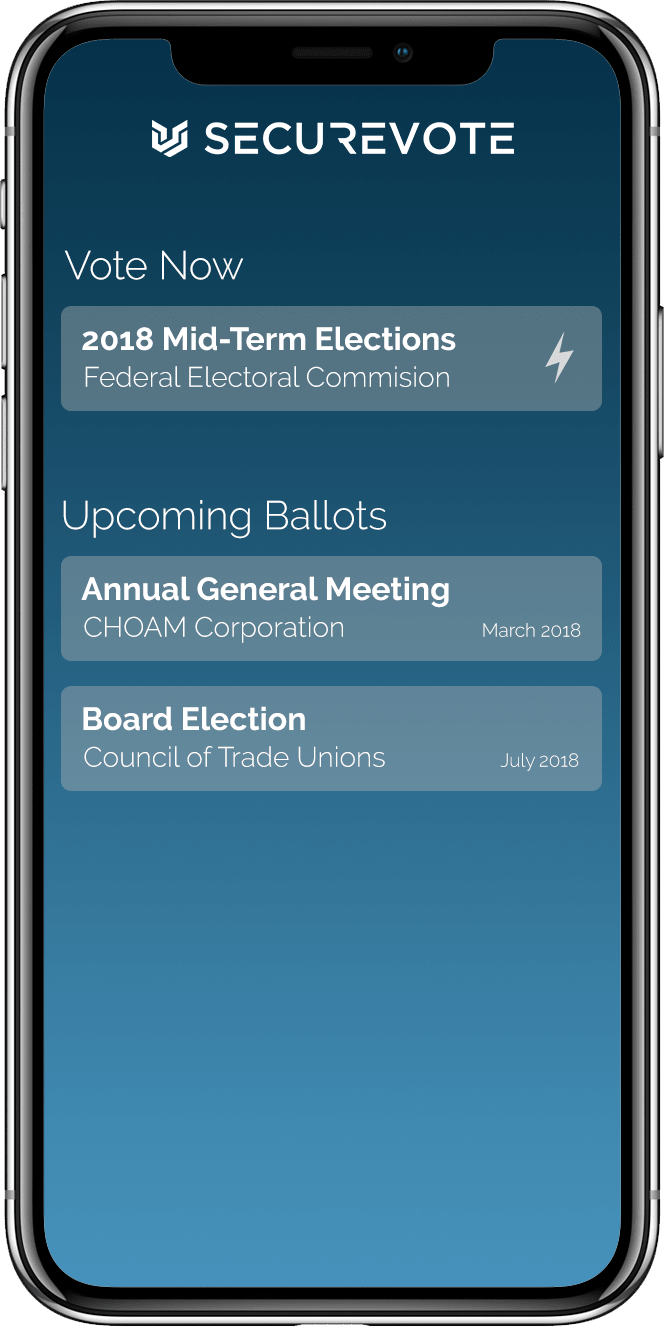 SECUREVOTE
Vote Now
2018 Mid-Term Elections
Federal Electoral Commision
Upcoming Ballots
Annual General Meeting
CHOAM Corporation
March 2018
Board Election
Council of Trade Unions
July 2018